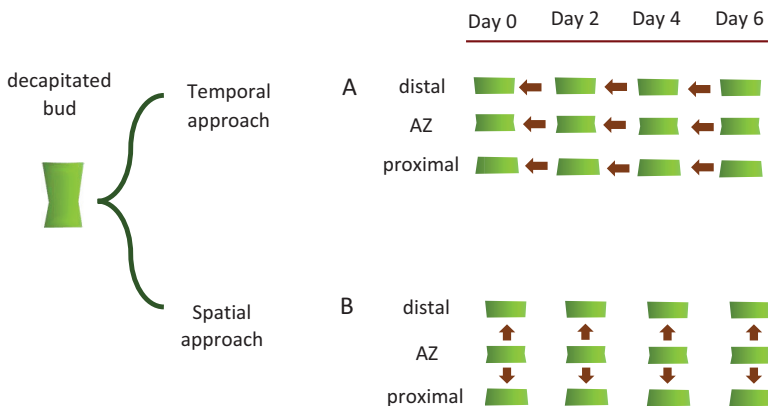 Day 0 Day 2 Day 4 Day 6
decapitated
bud
Temporal
approach
Spatial
approach
A
distal
AZ
proximal
B
distal
AZ
proximal